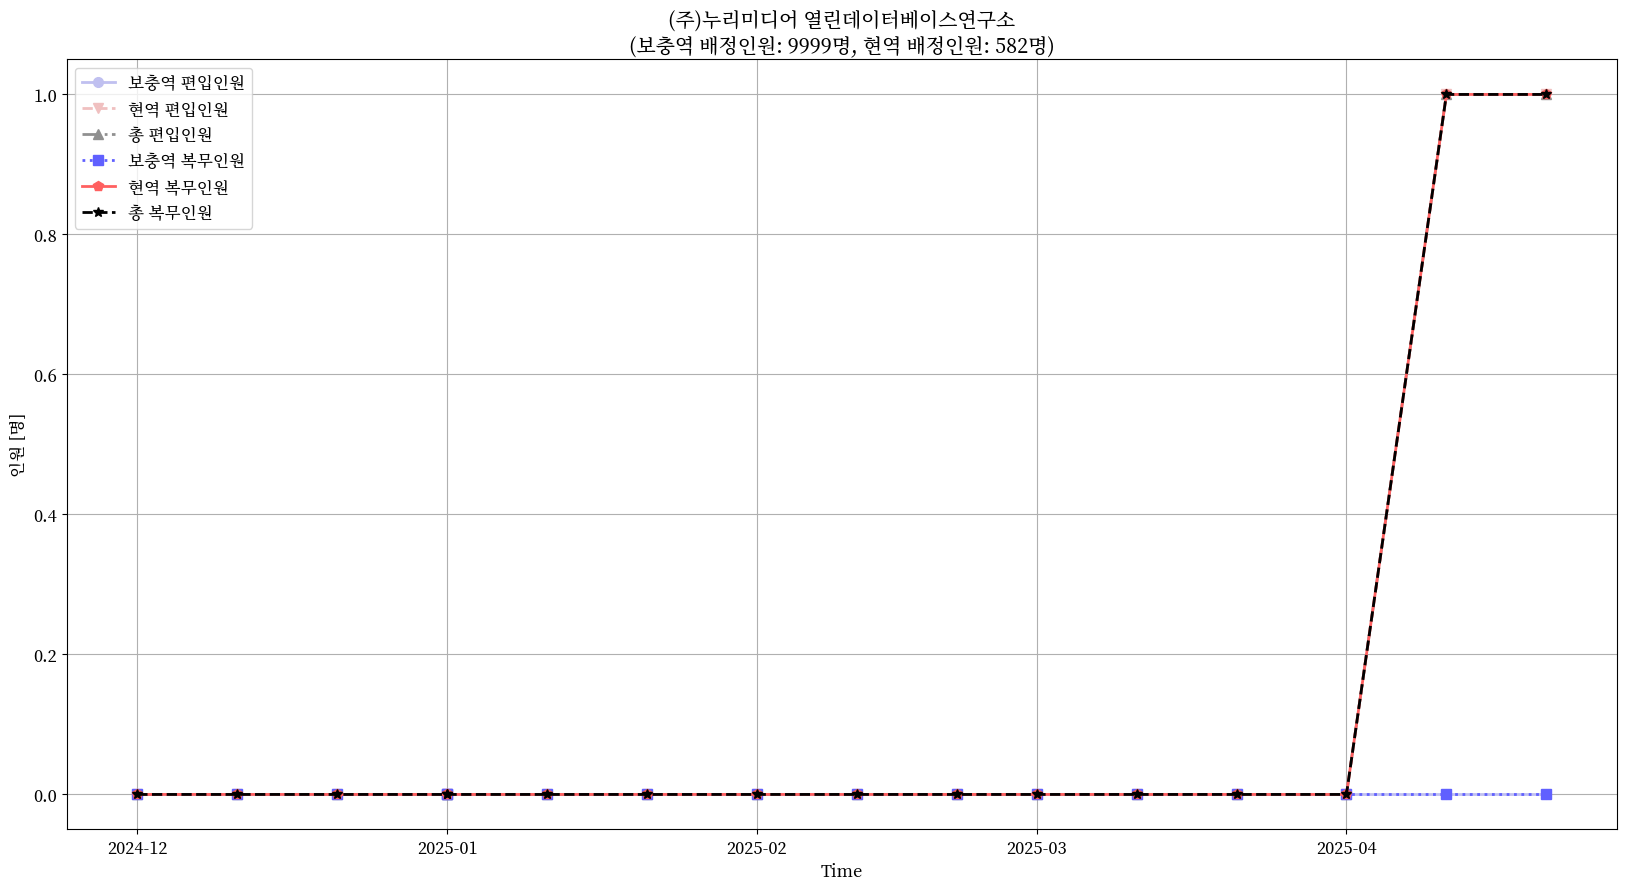 (주)누리미디어 열린데이터베이스연구소
(보충역 배정인원: 9999명, 현역 배정인원: 582명)
보충역 편입인원
현역 편입인원
총 편입인원
보충역 복무인원
현역 복무인원
총 복무인원
1.0
0.8
0.6
0.4
0.2
0.0
인원 [명]
2024-12
2025-01
2025-02
2025-03
2025-04
Time